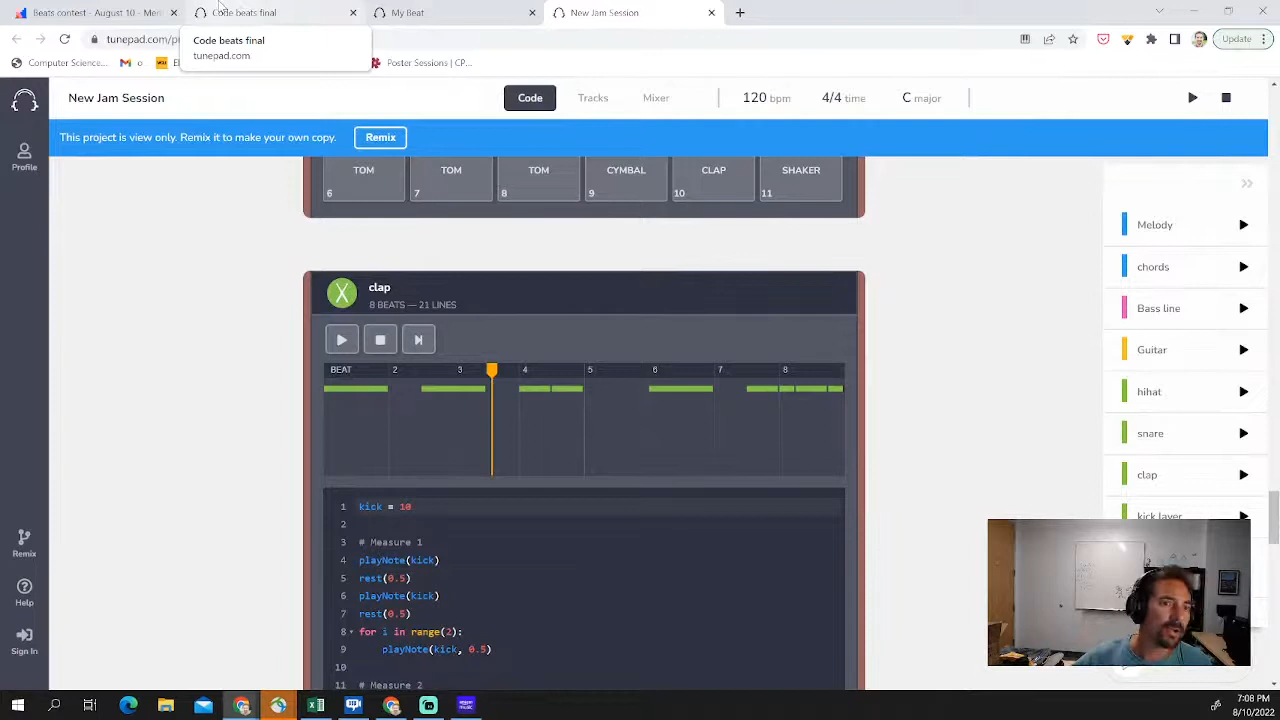 Beats contest - August 10 - Men
Code beats final
My Beat
New Jam Session
tunepad.com/p
Update
Code beats final
tunepad.com
Computer Science...
Poster Sessions | CP...
New Jam Session
Code
Tracks
Mixer
120 bpm
4/4 time
C major
This project is view only. Remix it to make your own copy.
Remix
Profile
TOM
TOM
TOM
CYMBAL
CLAP
SHAKER
6
7
8
9
10
11
clap
8 BEATS — 21 LINES
BEAT
2
3
4
5
6
7
8
1 kick = 10
2
3 # Measure 1
4 playNote(kick)
5 rest(0.5)
6 playNote(kick)
7 rest(0.5)
8 for i in range(2):
9 playNote(kick, 0.5)
10
11 # Measure 2
Melody
chords
Bass line
Guitar
hihat
snare
clap
kick layer
Remix
Help
Sign In
7:08 PM
8/10/2022